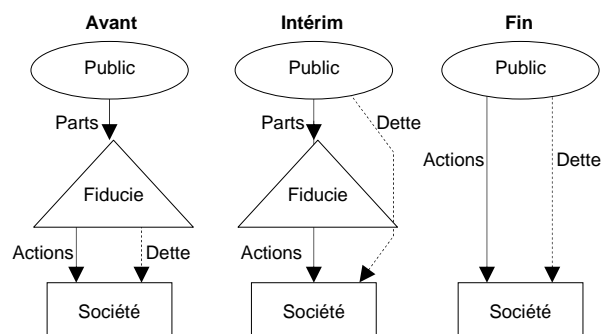 Avant
Public
Parts
Fiducie
Actions
Dette
Société
Intérim
Public
Parts
Dette
Fiducie
Actions
Société
Fin
Public
Actions
Dette
Société